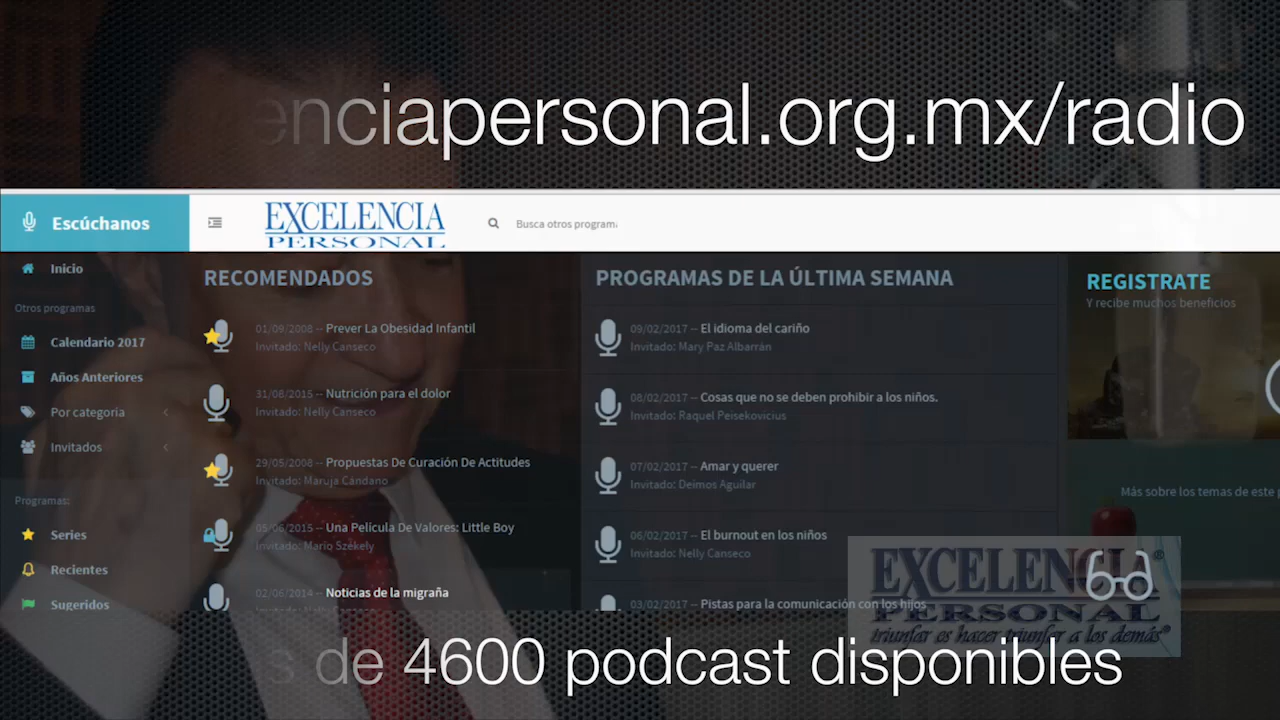 enciapersonal.org.mx/radio
Escúchanos
EXCELENCIA
PERSONAL
Busca otros programa
Inicio
Otros programas
Calendario 2017
Años Anteriores
Por categoría
Invitados
Programas:
Series
Recientes
Sugeridos
RECOMENDADOS
01/09/2008 -- Prever La Obesidad Infantil
Invitado: Nelly Canseco
31/08/2015 -- Nutrición para el dolor
Invitado: Nelly Canseco
29/05/2008 -- Propuestas De Curación De Actitudes
Invitado: Maruja Cándano
05/06/2015 -- Una Película De Valores: Little Boy
Invitado: Mario Székely
02/06/2014 -- Noticias de la migraña
PROGRAMAS DE LA ÚLTIMA SEMANA
09/02/2017 -- El idioma del cariño
Invitado: Mary Paz Albarrán
08/02/2017 -- Cosas que no se deben prohibir a los niños.
Invitado: Raquel Peisekovicius
07/02/2017 -- Amar y querer
Invitado: Deimos Aguilar
06/02/2017 -- El burnout en los niños
Invitado: Nelly Canseco
03/02/2017 -- Pistas para la comunicación con los hijos
REGISTRATE
Y recibe muchos beneficios
Más sobre los temas de este
EXCELENCIA®
PERSONAL
triunfar es hacer triunfar a los demás®
s de 4600 podcast disponibles